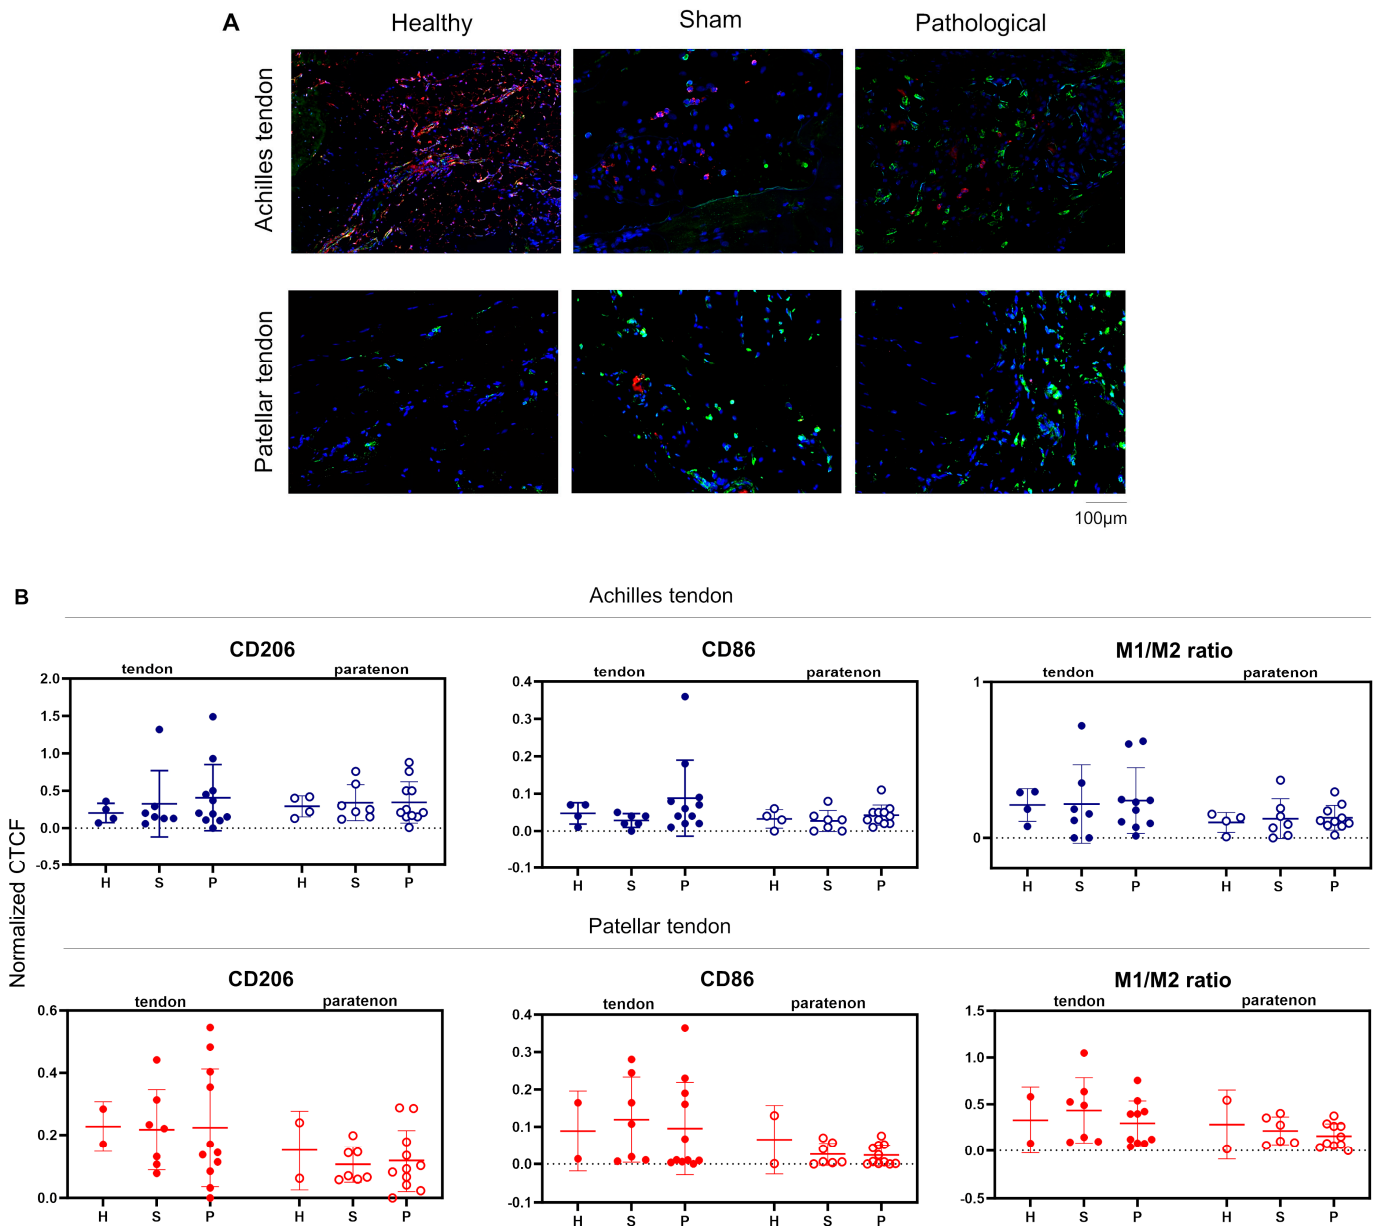 A
Healthy
Sham
Pathological
Achilles tendon
Patellar tendon
100µm
B
Achilles tendon
Normalized CTCF
CD206
tendon
paratenon
2.0
1.5
1.0
0.5
0.0
-0.5
H
S
P
H
S
P
CD86
tendon
paratenon
0.4
0.3
0.2
0.1
0.0
-0.1
H
S
P
H
S
P
M1/M2 ratio
tendon
paratenon
1
0
H
S
P
H
S
P
Patellar tendon
CD206
tendon
paratenon
0.6
0.4
0.2
0.0
H
S
P
H
S
P
CD86
tendon
paratenon
0.4
0.3
0.2
0.1
0.0
-0.1
H
S
P
H
S
P
M1/M2 ratio
tendon
paratenon
1.5
1.0
0.5
0.0
-0.5
H
S
P
H
S
P